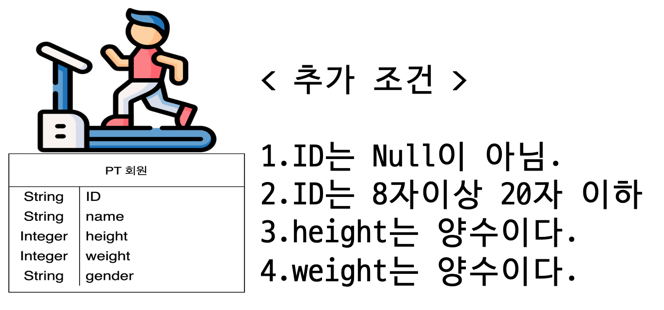 PT 회원
String ID
String name
Integer height
Integer weight
String gender
< 추가 조건 >
1.ID는 Null이 아님.
2.ID는 8자이상 20자 이하
3.height는 양수이다.
4.weight는 양수이다.